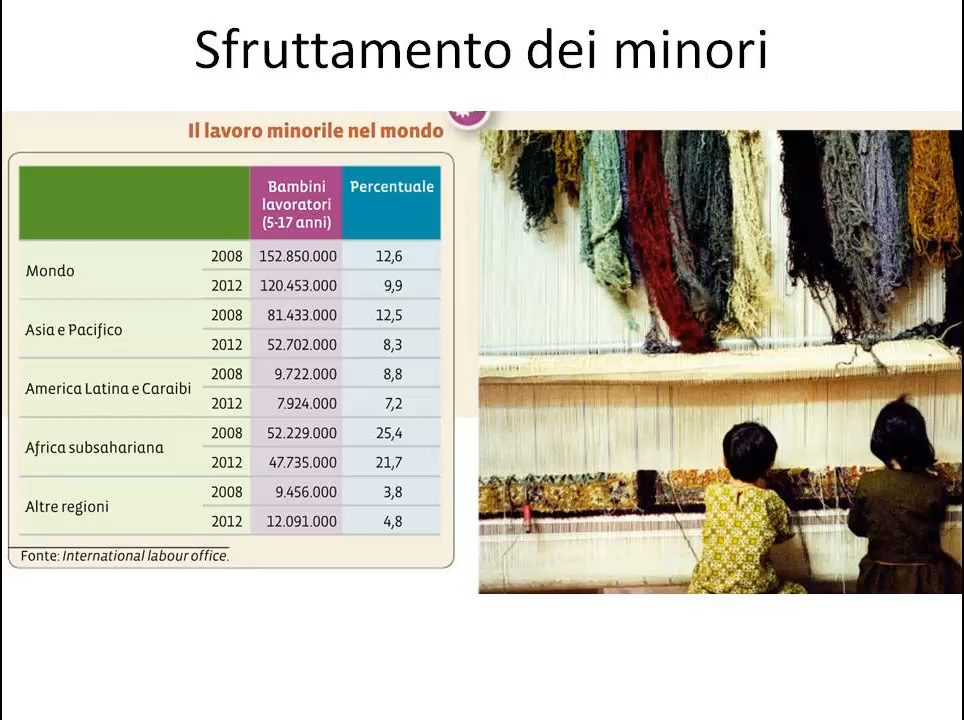 Sfruttamento dei minori
Il lavoro minorile nel mondo
Bambini lavoratori (5-17 anni) Percentuale
Mondo 2008 152.850.000 12,6
2012 120.453.000 9,9
Asia e Pacifico 2008 81.433.000 12,5
2012 52.702.000 8,3
America Latina e Caraibi 2008 9.722.000 8,8
2012 7.924.000 7,2
Africa subsahariana 2008 52.229.000 25,4
2012 47.735.000 21,7
Altre regioni 2008 9.456.000 3,8
2012 12.091.000 4,8
Fonte: International labour office.